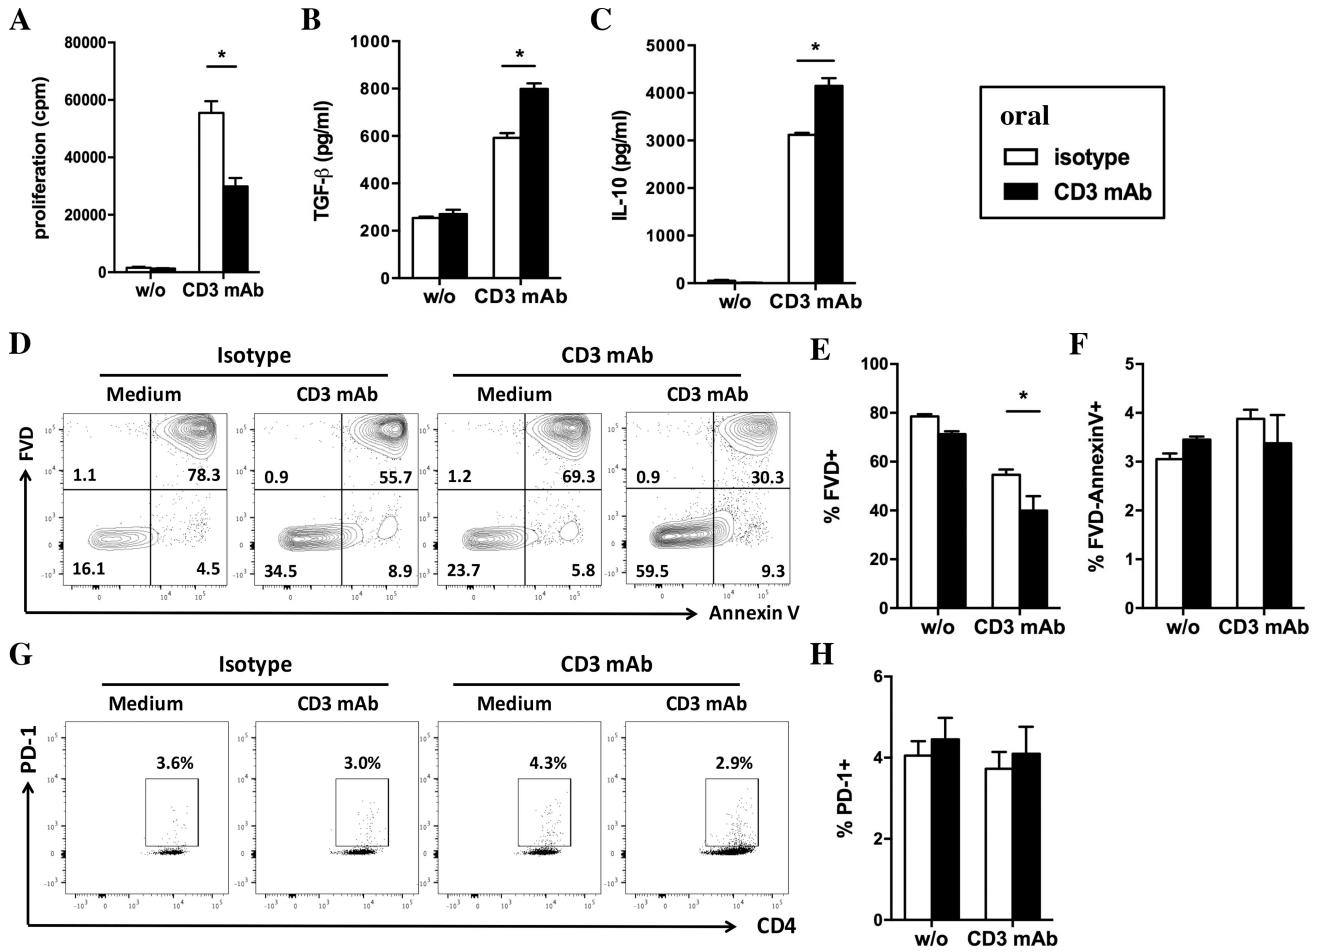 A
proliferation (cpm)
80000
60000
40000
20000
0
*
w/o
CD3 mAb
B
TGF-β (pg/ml)
1000
800
600
400
200
0
*
w/o
CD3 mAb
C
IL-10 (pg/ml)
5000
4000
3000
2000
1000
0
*
w/o
CD3 mAb
oral
isotype
CD3 mAb
D
Isotype
CD3 mAb
Medium
CD3 mAb
Medium
CD3 mAb
FVD
1.1
78.3
16.1
4.5
0.9
55.7
34.5
8.9
1.2
69.3
23.7
5.8
0.9
30.3
59.5
9.3
Annexin V
E
% FVD+
100
80
60
40
20
0
*
w/o
CD3 mAb
F
% FVD-AnnexinV+
5
4
3
2
1
0
w/o
CD3 mAb
G
Isotype
CD3 mAb
Medium
CD3 mAb
Medium
CD3 mAb
PD-1
3.6%
3.0%
4.3%
2.9%
CD4
H
% PD-1+
6
4
2
0
w/o
CD3 mAb